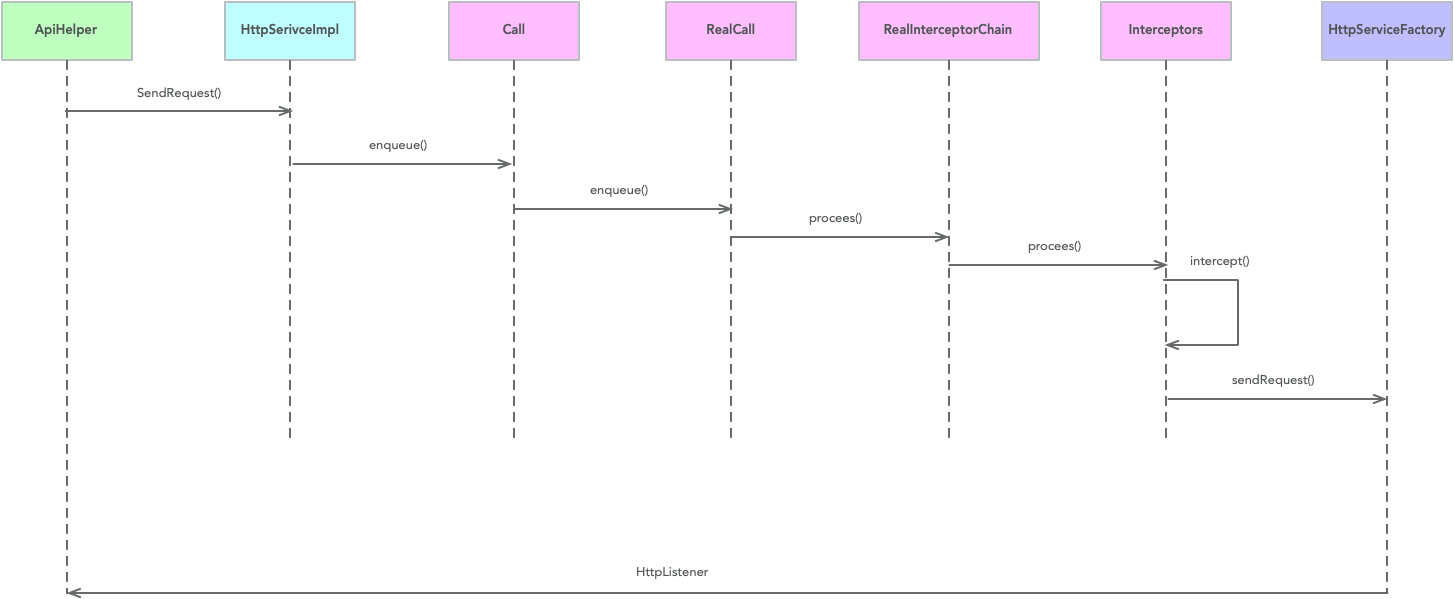 ApiHelper
HttpSerivceImpl
Call
RealCall
RealInterceptorChain
Interceptors
HttpServiceFactory
SendRequest()
enqueue()
enqueue()
procees()
procees()
intercept()
sendRequest()
HttpListener